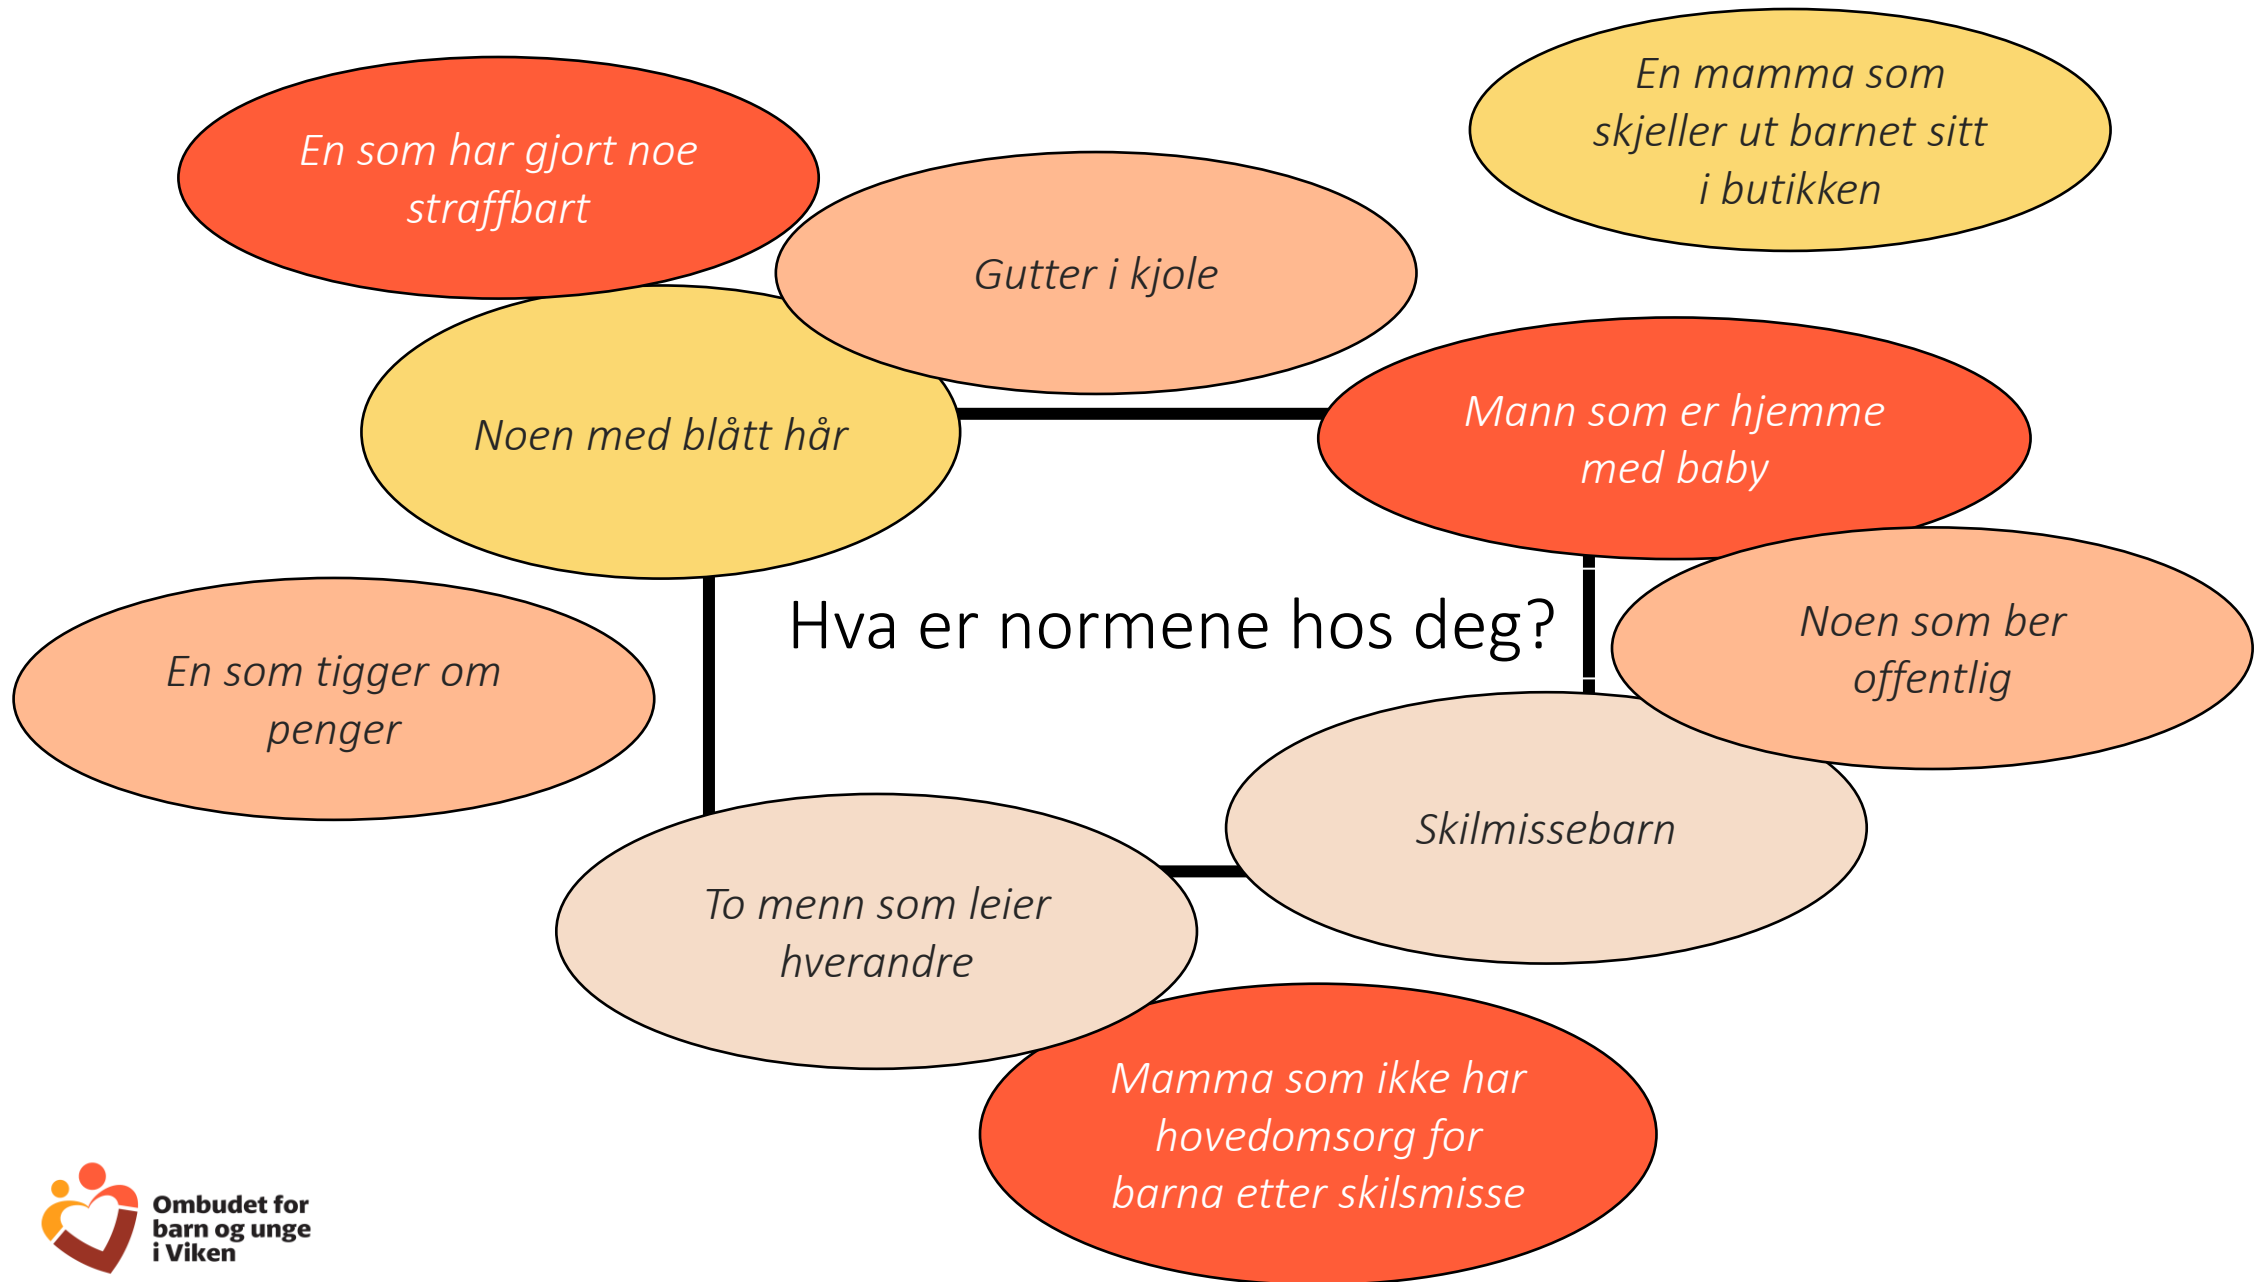 En mamma som
skjeller ut barnet sitt
i butikken
En som har gjort noe
straffbart
Gutter i kjole
Noen med blått hår
Mann som er hjemme
med baby
Hva er normene hos deg?
Noen som ber
offentlig
En som tigger om
penger
Skilmissebarn
To menn som leier
hverandre
Mamma som ikke har
hovedomsorg for
barna etter skilsmisse
Ombudet for
barn og unge
i Viken